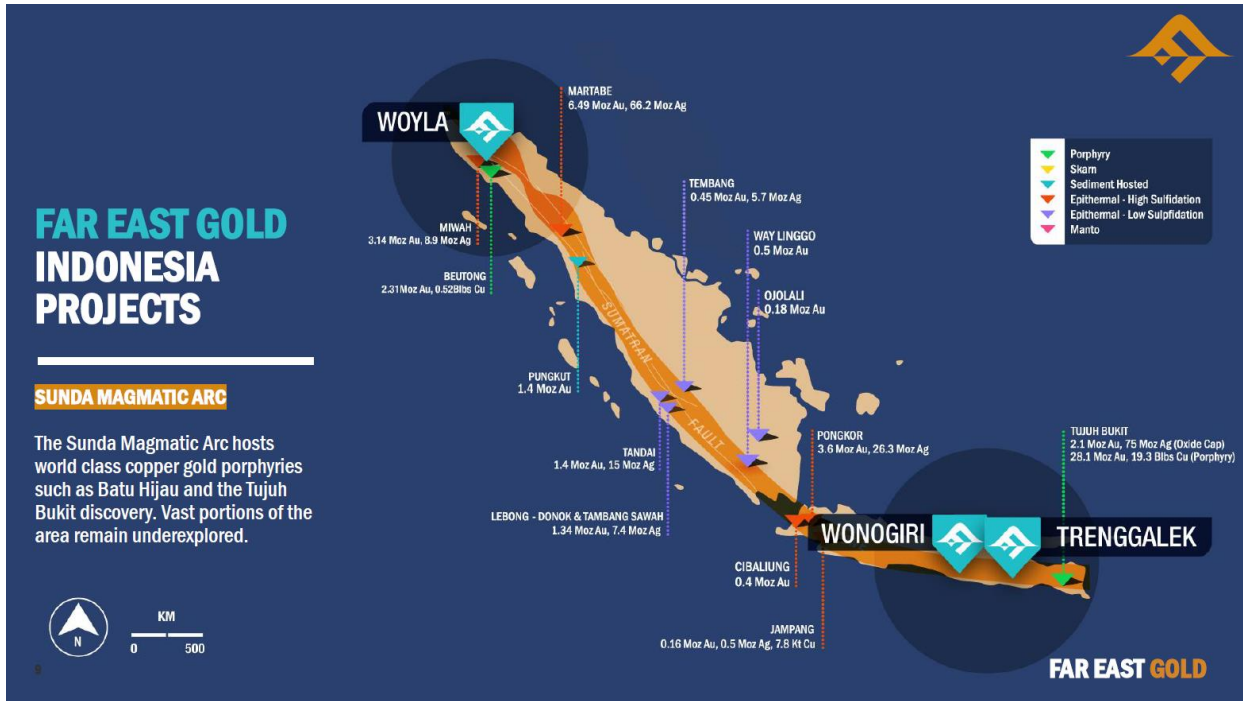 FAR EAST GOLD
INDONESIA
PROJECTS
SUNDA MAGMATIC ARC
The Sunda Magmatic Arc hosts
world class copper gold porphyries
such as Batu Hijau and the Tujuh
Bukit discovery. Vast portions of the
area remain underexplored.
N
KM
0 500
9
WOYLA
MARTABE
6.49 Moz Au, 66.2 Moz Ag
MIWAH
3.14 Moz Au, 8.9 Moz Ag
BEUTONG
2.31Moz Au, 0.52Blbs Cu
TEMBANG
0.45 Moz Au, 5.7 Moz Ag
WAY LINGGO
0.5 Moz Au
OJOLALI
0.18 Moz Au
SUMATRAN
FAULT
PUNGKUT
1.4 Moz Au
TANDAI
1.4 Moz Au, 15 Moz Ag
LEBONG - DONOK & TAMBANG SAWAH
1.34 Moz Au, 7.4 Moz Ag
PONGKOR
3.6 Moz Au, 26.3 Moz Ag
TUJUH BUKIT
2.1 Moz Au, 75 Moz Ag (Oxide Cap)
28.1 Moz Au, 19.3 Blbs Cu (Porphyry)
WONOGIRI
TRENGGALEK
CIBALIUNG
0.4 Moz Au
JAMPANG
0.16 Moz Au, 0.5 Moz Ag, 7.8 Kt Cu
Porphyry
Skarn
Sediment Hosted
Epithermal - High Sulfidation
Epithermal - Low Sulpfidation
Manto
FAR EAST GOLD